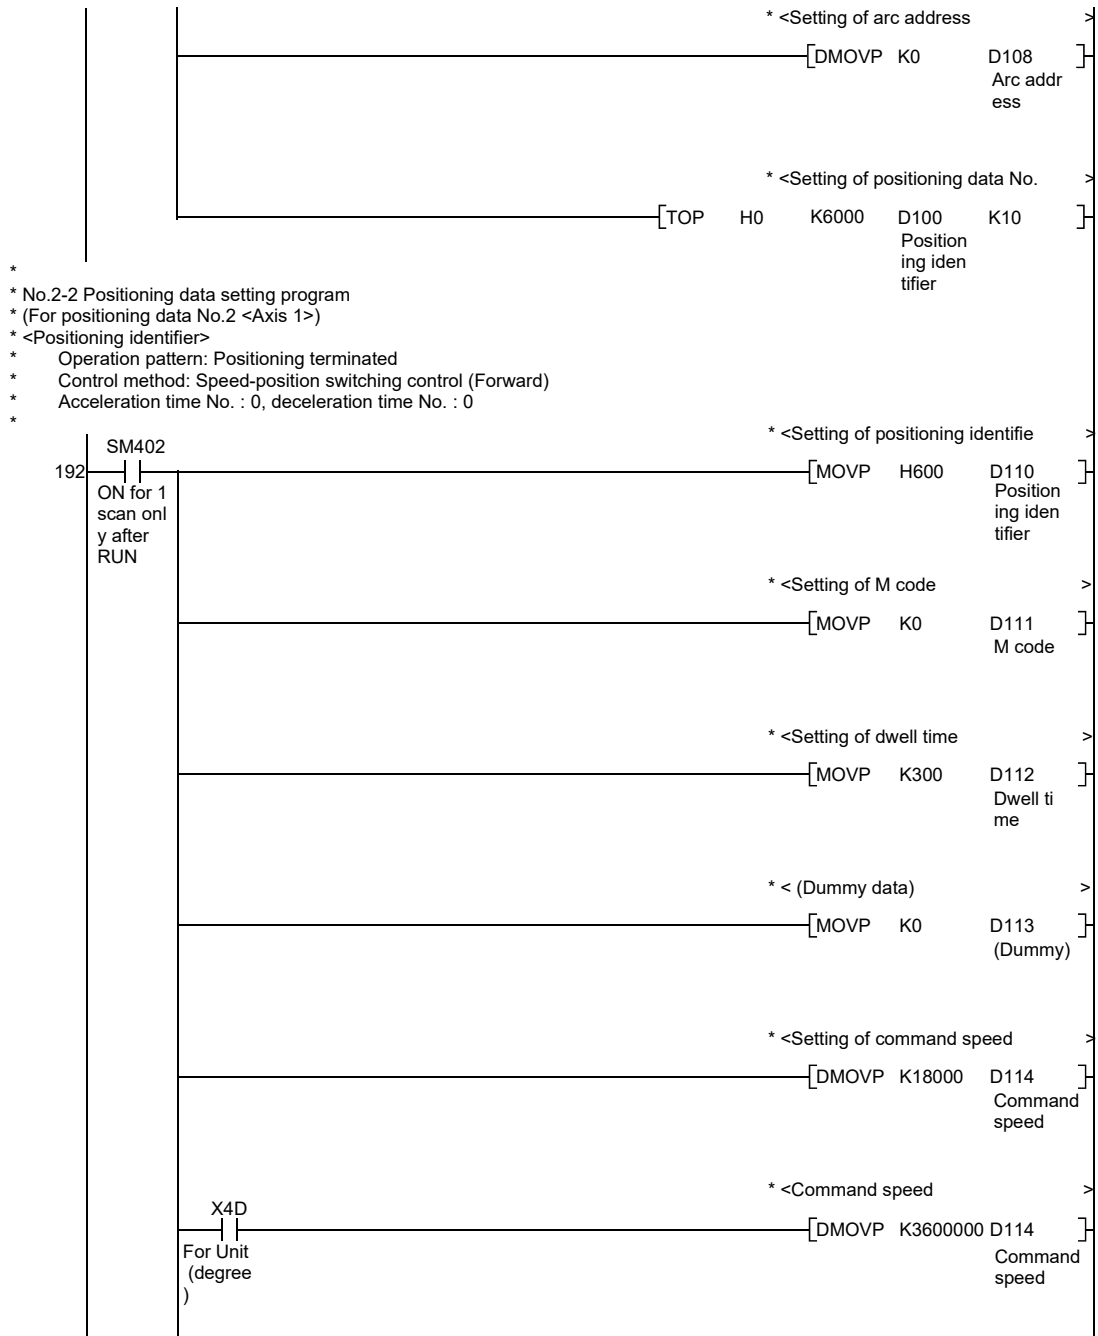 * <Setting of arc address >
[DMOVP K0 D108 ]
Arc addr
ess
* <Setting of positioning data No. >
[TOP H0 K6000 D100 K10 ]
Position
ing iden
tifier
*
* No.2-2 Positioning data setting program
* (For positioning data No.2 <Axis 1>)
* <Positioning identifier>
* Operation pattern: Positioning terminated
* Control method: Speed-position switching control (Forward)
* Acceleration time No. : 0, deceleration time No. : 0
*
* <Setting of positioning identifie >
SM402
192 [MOVP H600 D110 ]
ON for 1
scan onl
y after
RUN
Position
ing iden
tifier
* <Setting of M code >
[MOVP K0 D111 ]
M code
* <Setting of dwell time >
[MOVP K300 D112 ]
Dwell ti
me
* < (Dummy data) >
[MOVP K0 D113 ]
(Dummy)
* <Setting of command speed >
[DMOVP K18000 D114 ]
Command
speed
* <Command speed >
X4D
[DMOVP K3600000 D114 ]
For Unit
(degree
)
Command
speed